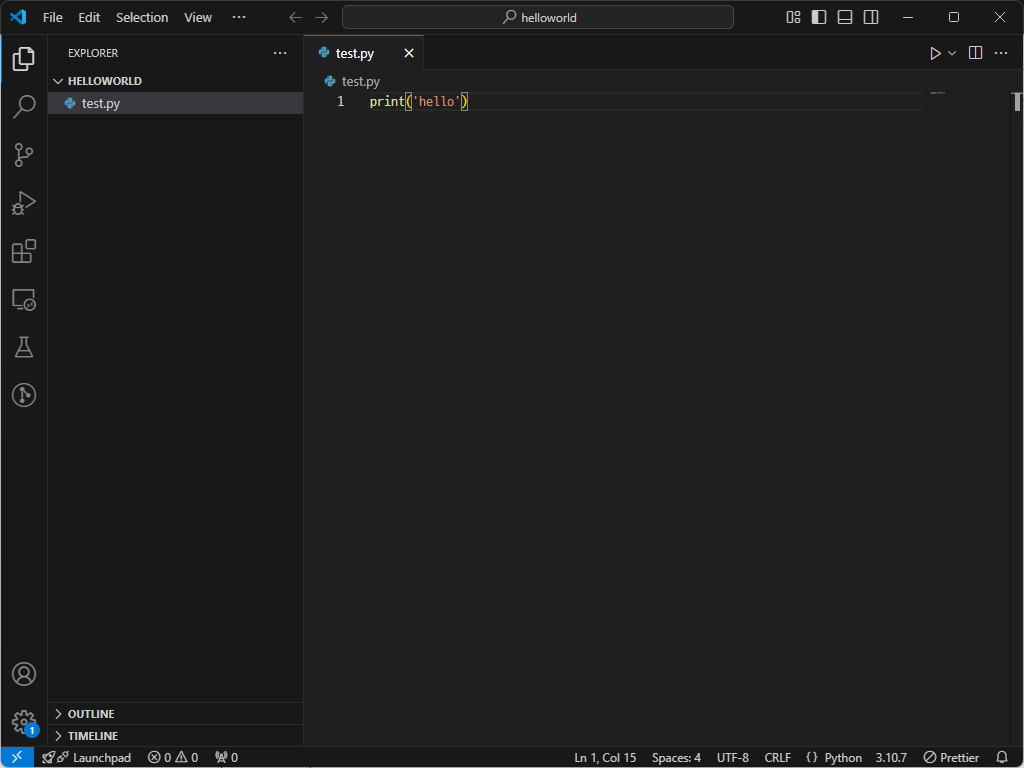 File Edit Selection View ··· helloworld
EXPLORER ···
test.py
HELLOWORLD
test.py
test.py
1 print('hello')
OUTLINE
TIMELINE
1
Launchpad 0 0 0 Ln 1, Col 15 Spaces: 4 UTF-8 CRLF {} Python 3.10.7 Prettier